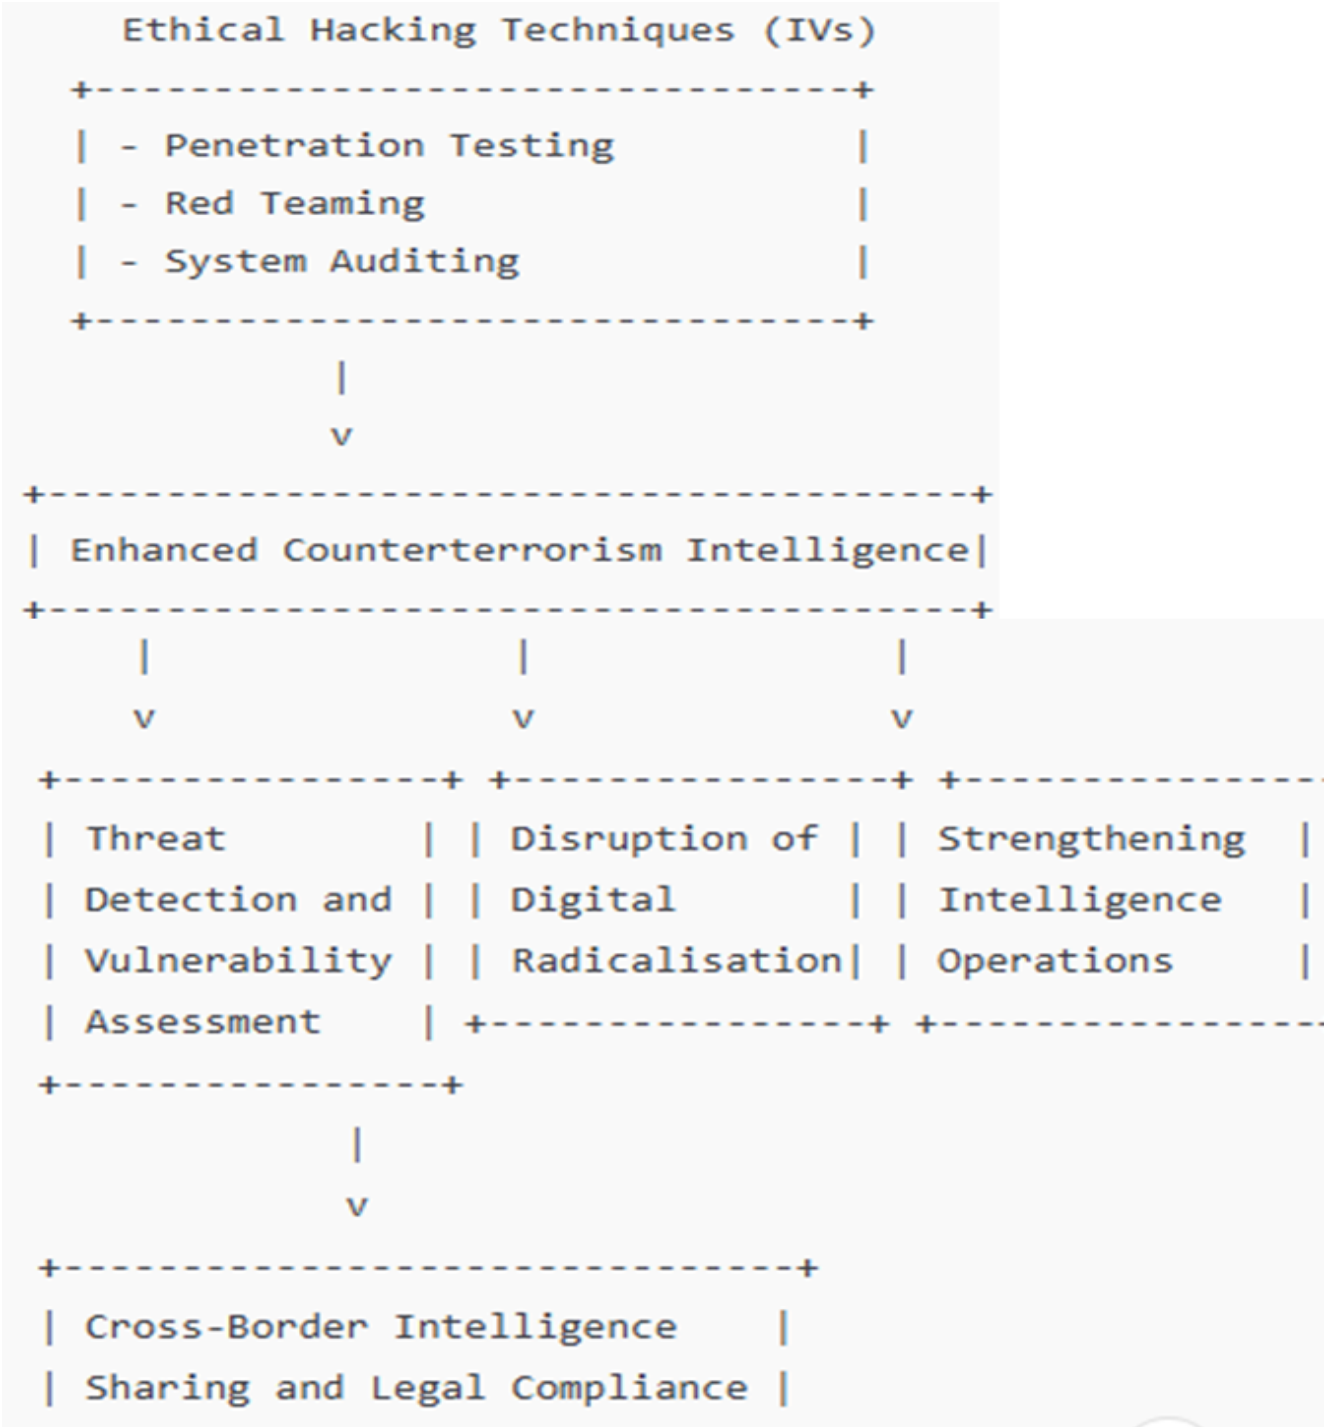 Ethical Hacking Techniques (IVs)
+--------------------------------+
| - Penetration Testing          |
| - Red Teaming                  |
| - System Auditing              |
+--------------------------------+
|
v
+---------------------------------------+
| Enhanced Counterterrorism Intelligence|
+---------------------------------------+
|               |               |
v               v               v
+----------------+ +----------------+ +----------------
| Threat         | | Disruption of | | Strengthening  |
| Detection and | | Digital       | | Intelligence   |
| Vulnerability | | Radicalisation| | Operations     |
| Assessment    | +----------------+ +-----------------
+----------------+
|
v
+-------------------------------+
| Cross-Border Intelligence    |
| Sharing and Legal Compliance |